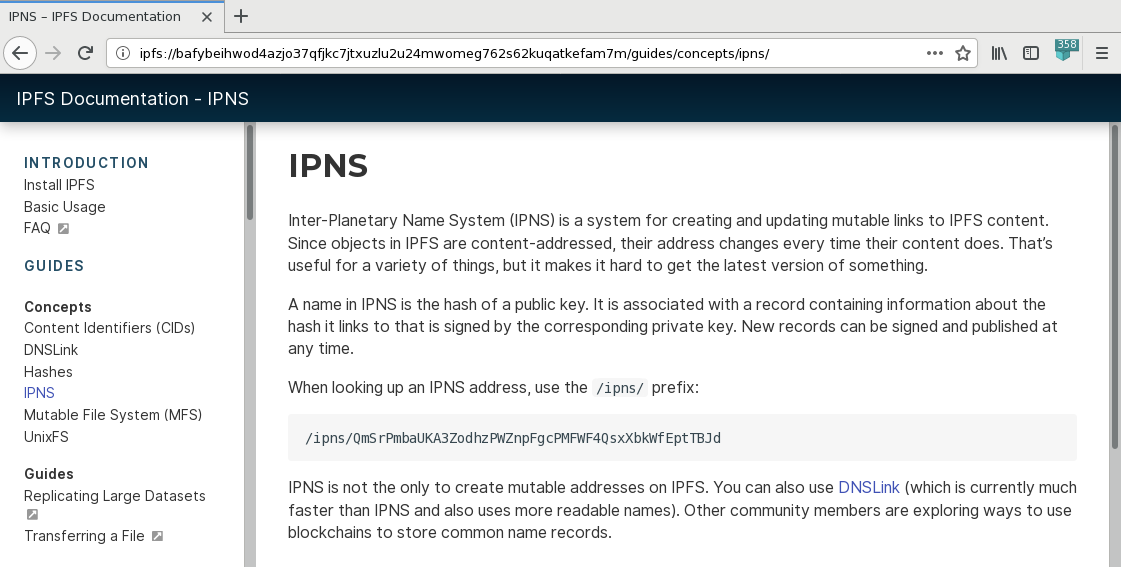 IPNS – IPFS Documentation
ipfs://bafybeihwod4azjo37qfjkc7jtxuzlu2u24mwomeg762s62kuqatkefam7m/guides/concepts/ipns/
358
IPFS Documentation - IPNS
INTRODUCTION
Install IPFS
Basic Usage
FAQ
GUIDES
Concepts
Content Identifiers (CIDs)
DNSLink
Hashes
IPNS
Mutable File System (MFS)
UnixFS
Guides
Replicating Large Datasets
Transferring a File
IPNS
Inter-Planetary Name System (IPNS) is a system for creating and updating mutable links to IPFS content.
Since objects in IPFS are content-addressed, their address changes every time their content does. That’s
useful for a variety of things, but it makes it hard to get the latest version of something.
A name in IPNS is the hash of a public key. It is associated with a record containing information about the
hash it links to that is signed by the corresponding private key. New records can be signed and published at
any time.
When looking up an IPNS address, use the /ipns/ prefix:
/ipns/QmSrPmbaUKA3ZodhzPWZnpFgcPMFWF4QsxXbkWfEptTBJd
IPNS is not the only to create mutable addresses on IPFS. You can also use DNSLink (which is currently much
faster than IPNS and also uses more readable names). Other community members are exploring ways to use
blockchains to store common name records.